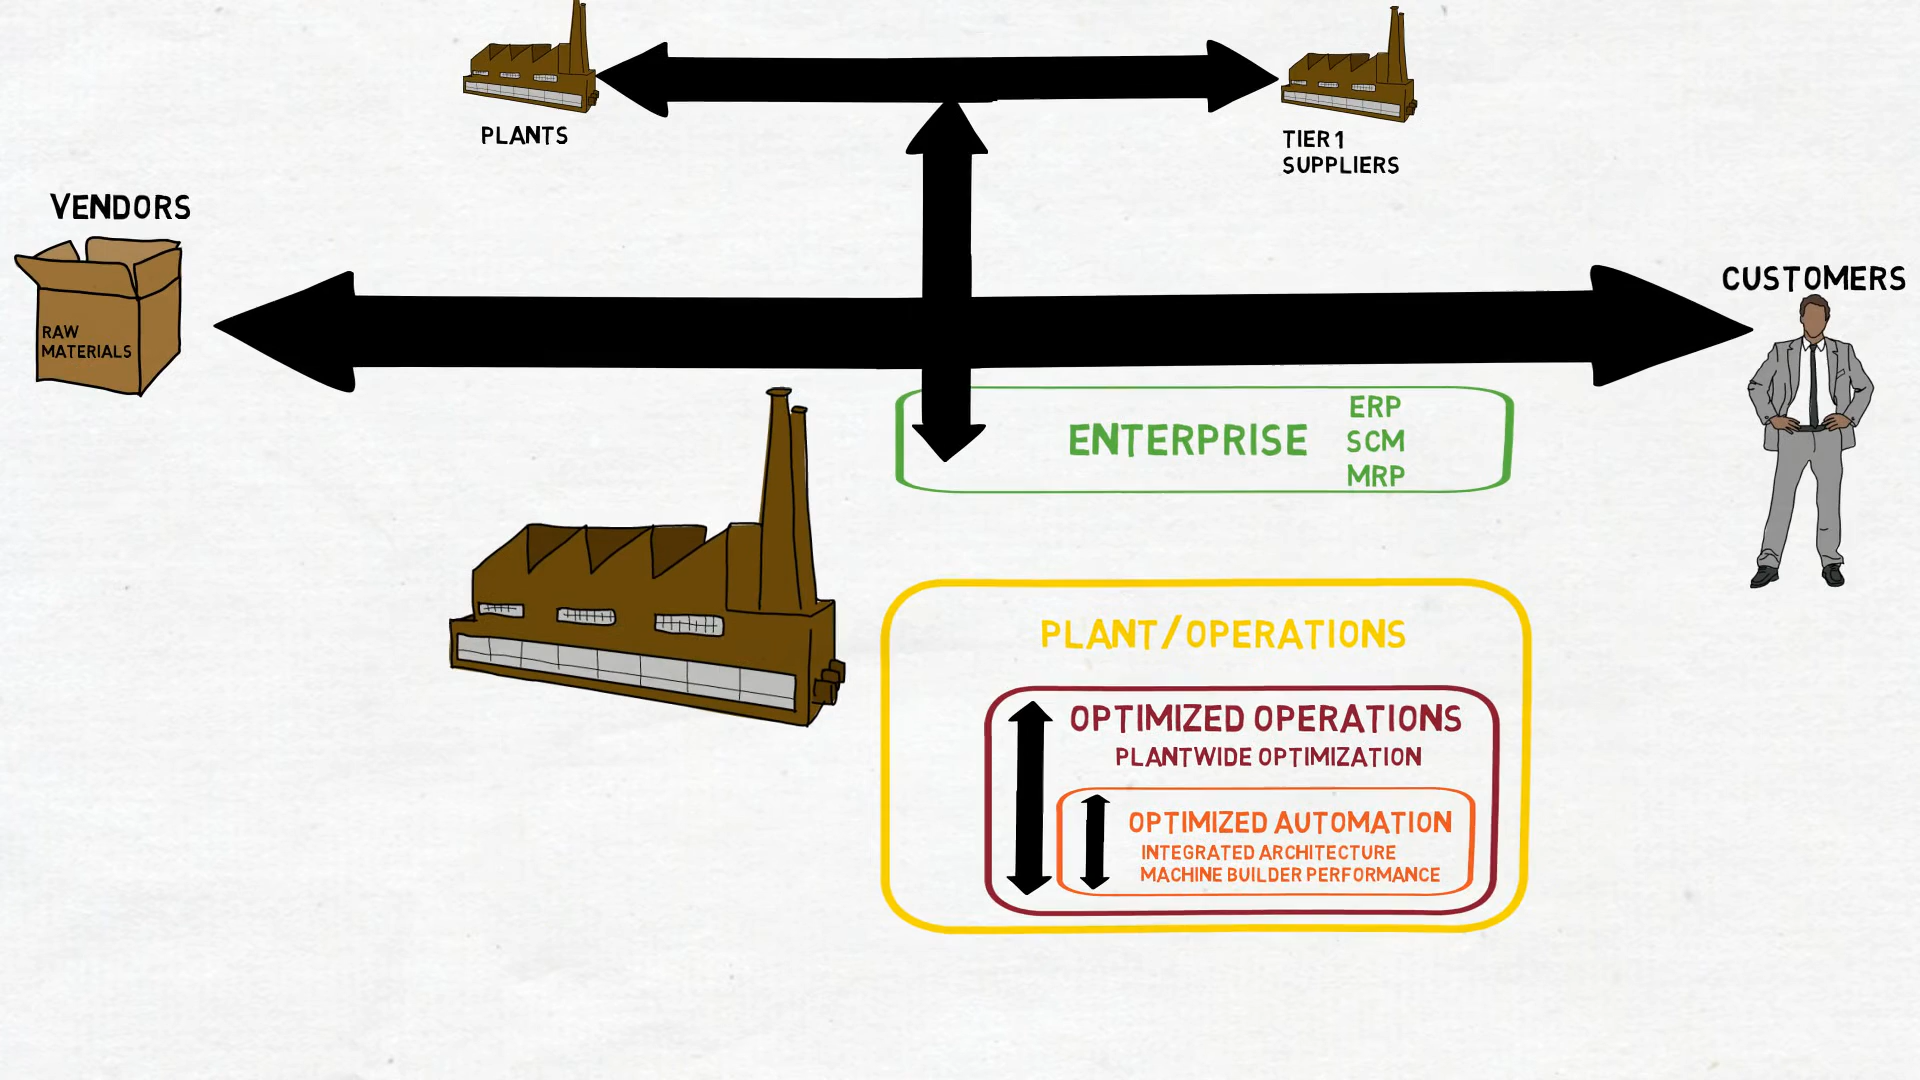 PLANTS
TIER 1
SUPPLIERS
VENDORS
RAW
MATERIALS
CUSTOMERS
ENTERPRISE
ERP
SCM
MRP
PLANT/OPERATIONS
OPTIMIZED OPERATIONS
PLANTWIDE OPTIMIZATION
OPTIMIZED AUTOMATION
INTEGRATED ARCHITECTURE
MACHINE BUILDER PERFORMANCE